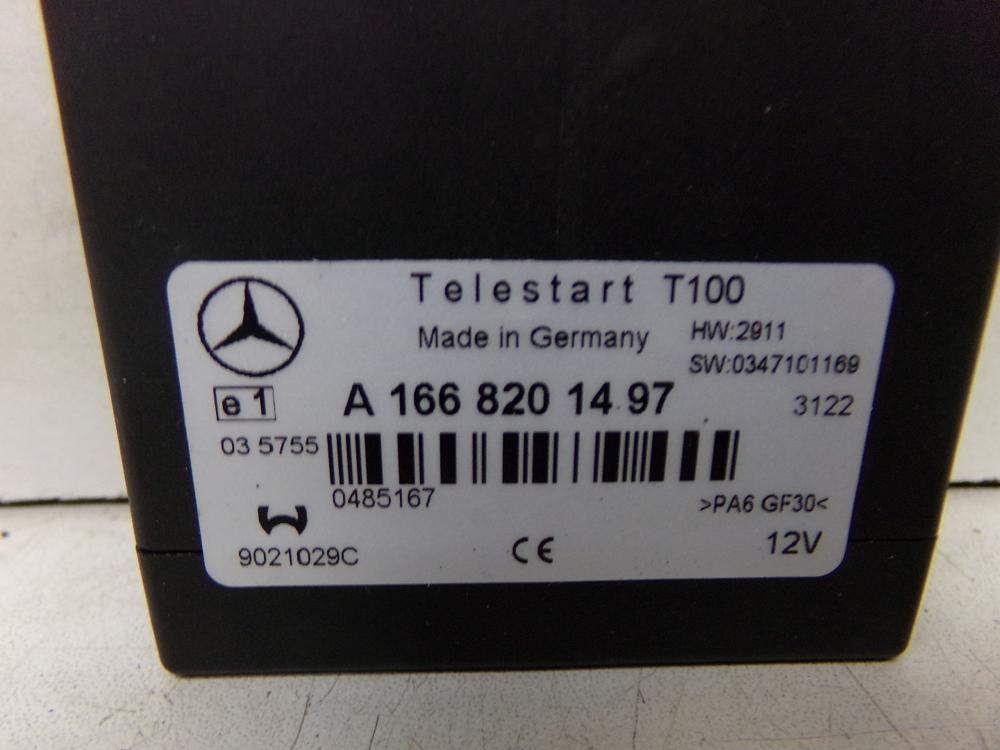 Telestart T100
Made in Germany
HW:2911
SW:0347101169
e1
A 166 820 14 97
3122
03 5755
0485167
>PA6 GF30<
9021029C
CE
12V